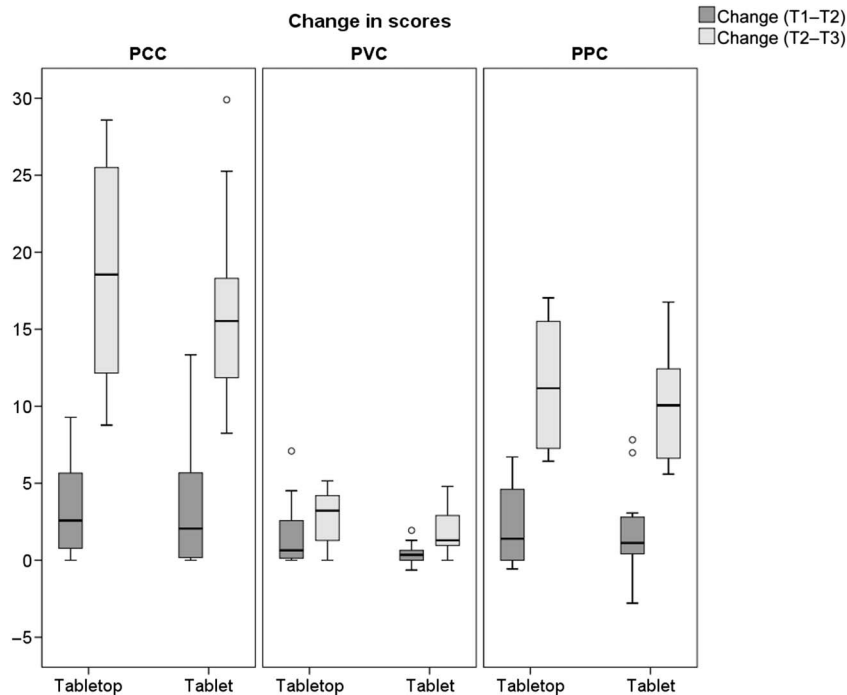 Change in scores
Change (T1–T2)
Change (T2–T3)
PCC
PVC
PPC
30
25
20
15
10
5
0
–5
Tabletop
Tablet
Tabletop
Tablet
Tabletop
Tablet